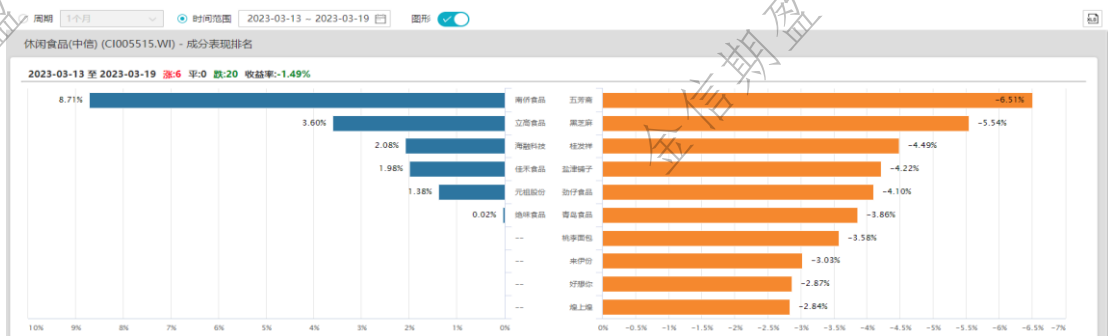 周期 1个月 时间范围 2023-03-13 ~ 2023-03-19 图形
休闲食品(中信) (CI005515.WI) - 成分表现排名
2023-03-13 至 2023-03-19 涨:6 平:0 跌:20 收益率:-1.49%
8.71% 南侨食品 五芳斋 -6.51%
3.60% 立高食品 黑芝麻 -5.54%
2.08% 海融科技 桂发祥 -4.49%
1.98% 佳禾食品 盐津铺子 -4.22%
1.38% 元祖股份 劲仔食品 -4.10%
0.02% 绝味食品 青岛食品 -3.86%
-- 桃李面包 -3.58%
-- 来伊份 -3.03%
-- 好想你 -2.87%
-- 煌上煌 -2.84%
10% 9% 8% 7% 6% 5% 4% 3% 2% 1% 0% 0% -0.5% -1% -1.5% -2% -2.5% -3% -3.5% -4% -4.5% -5% -5.5% -6% -6.5% -7%
金信期盈
盈